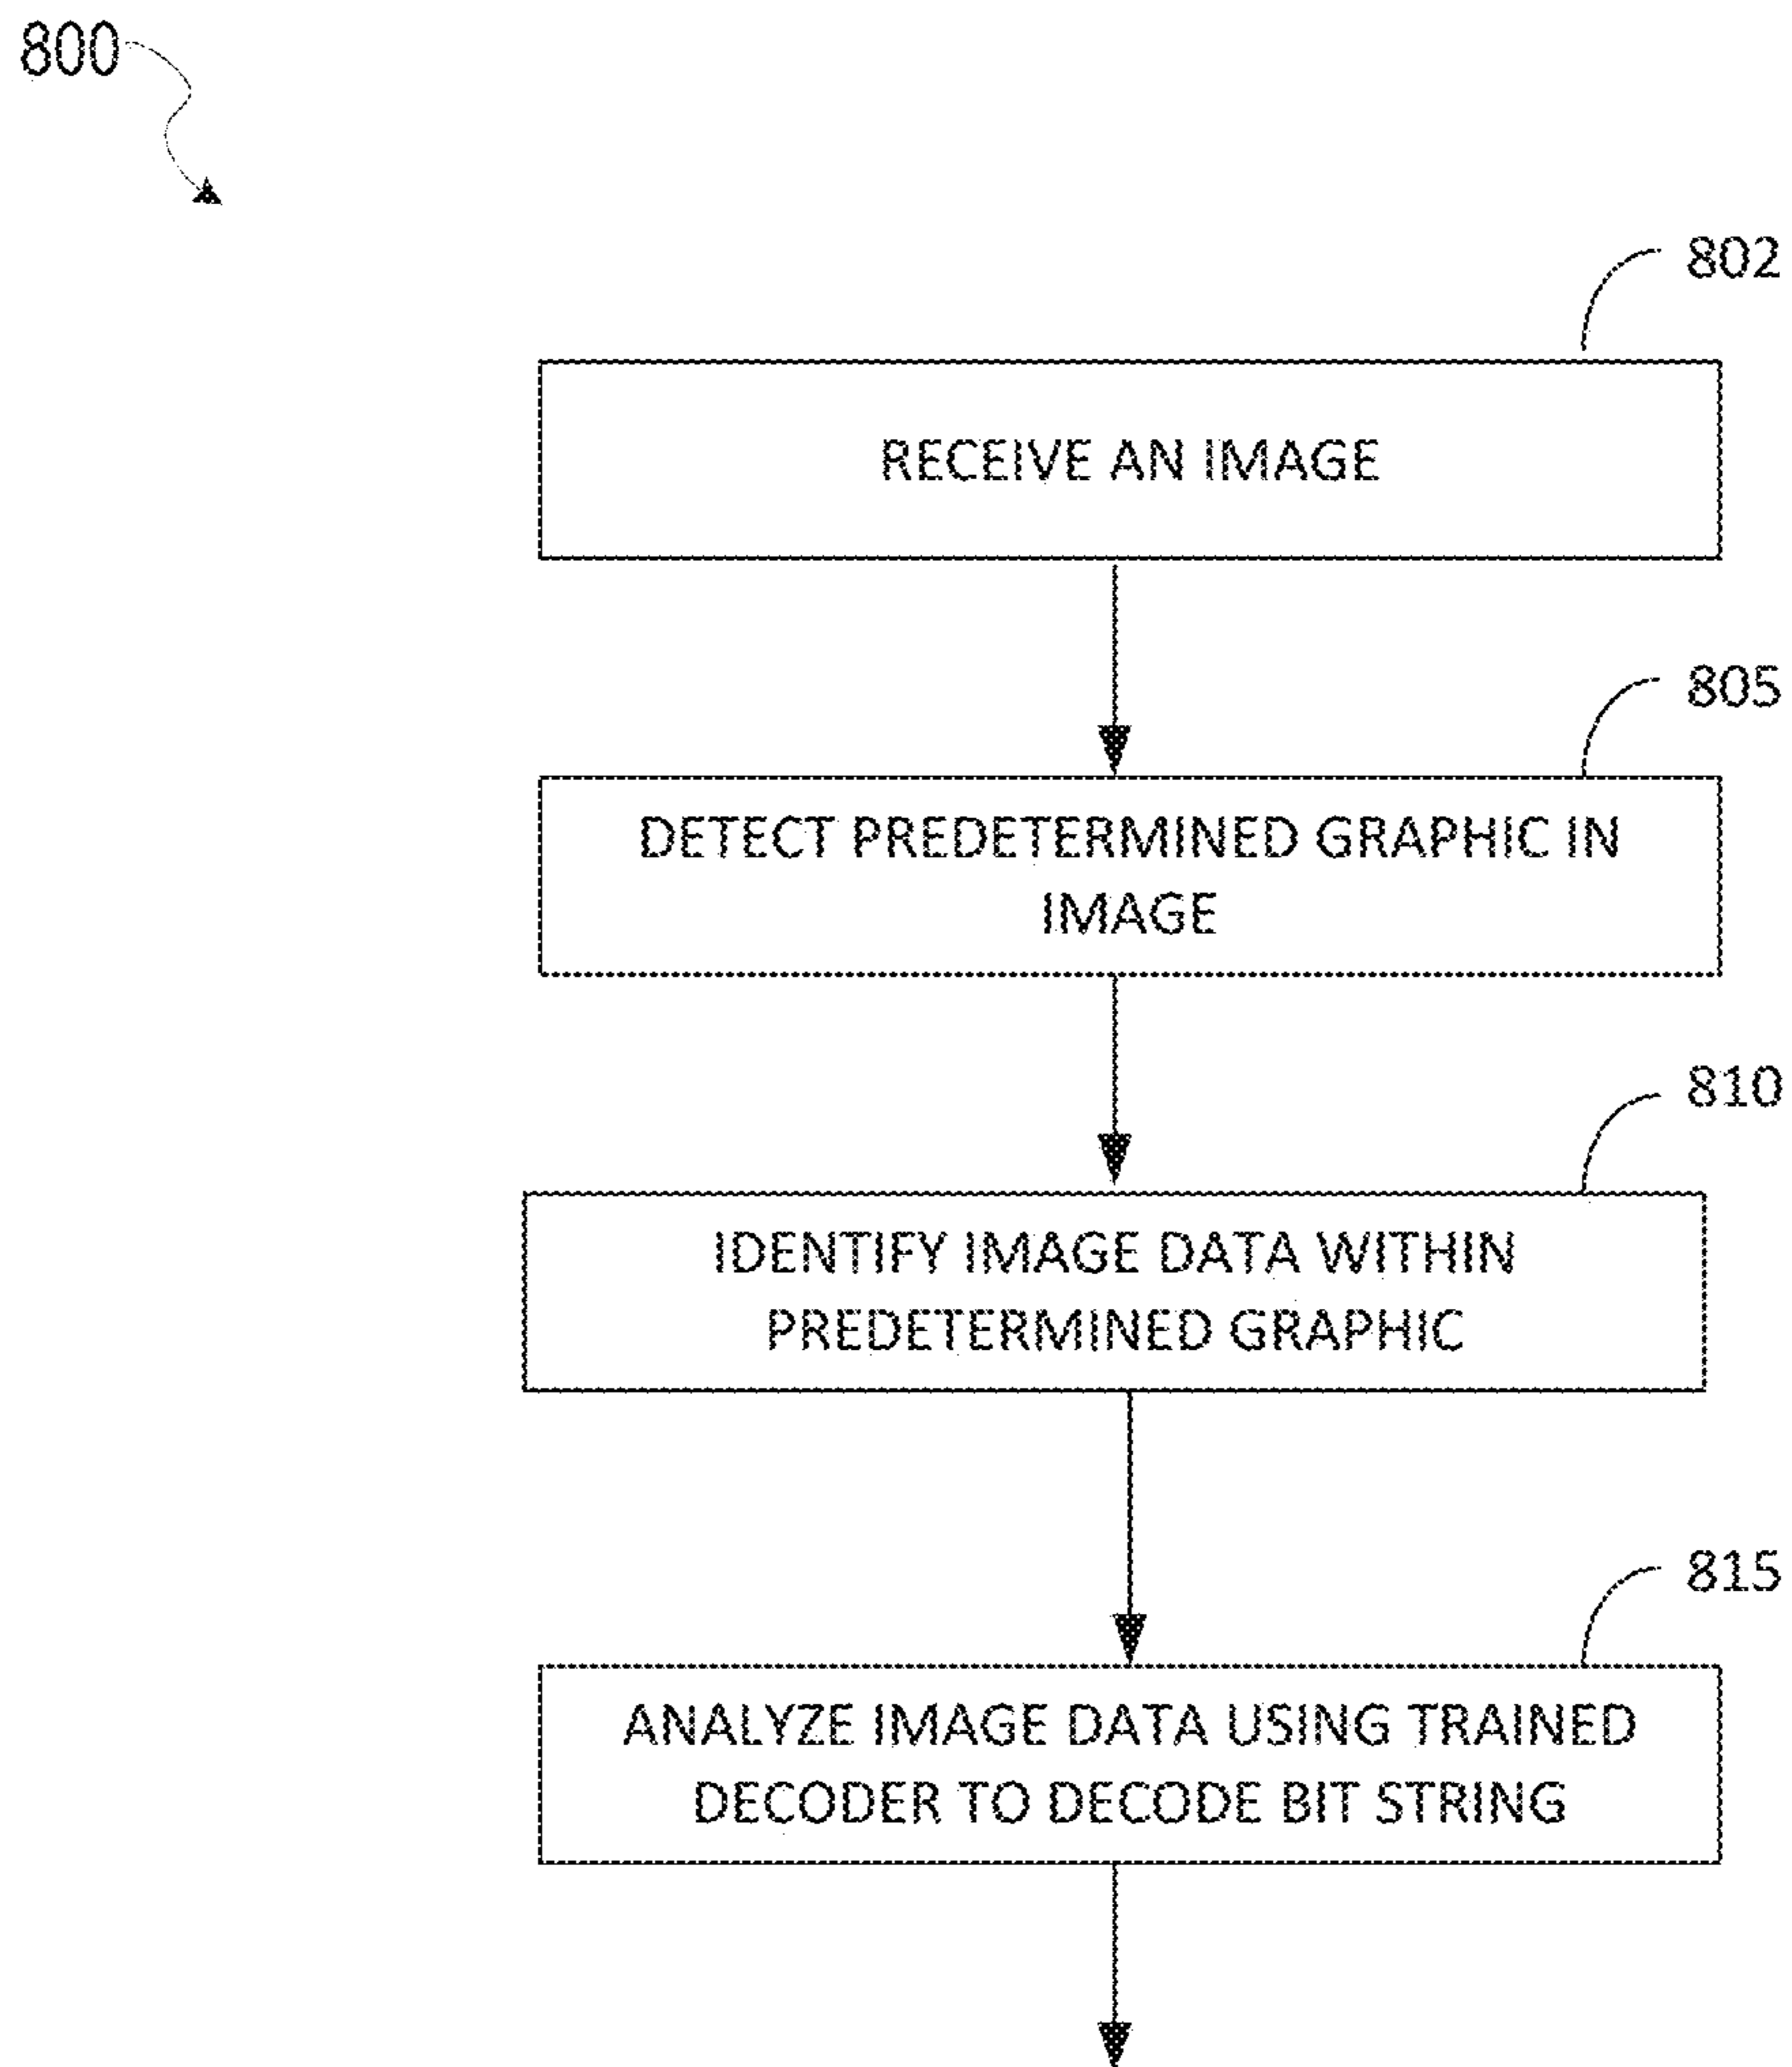 800
802
RECEIVE AN IMAGE
805
DETECT PREDETERMINED GRAPHIC IN
IMAGE
810
IDENTIFY IMAGE DATA WITHIN
PREDETERMINED GRAPHIC
815
ANALYZE IMAGE DATA USING TRAINED
DECODER TO DECODE BIT STRING